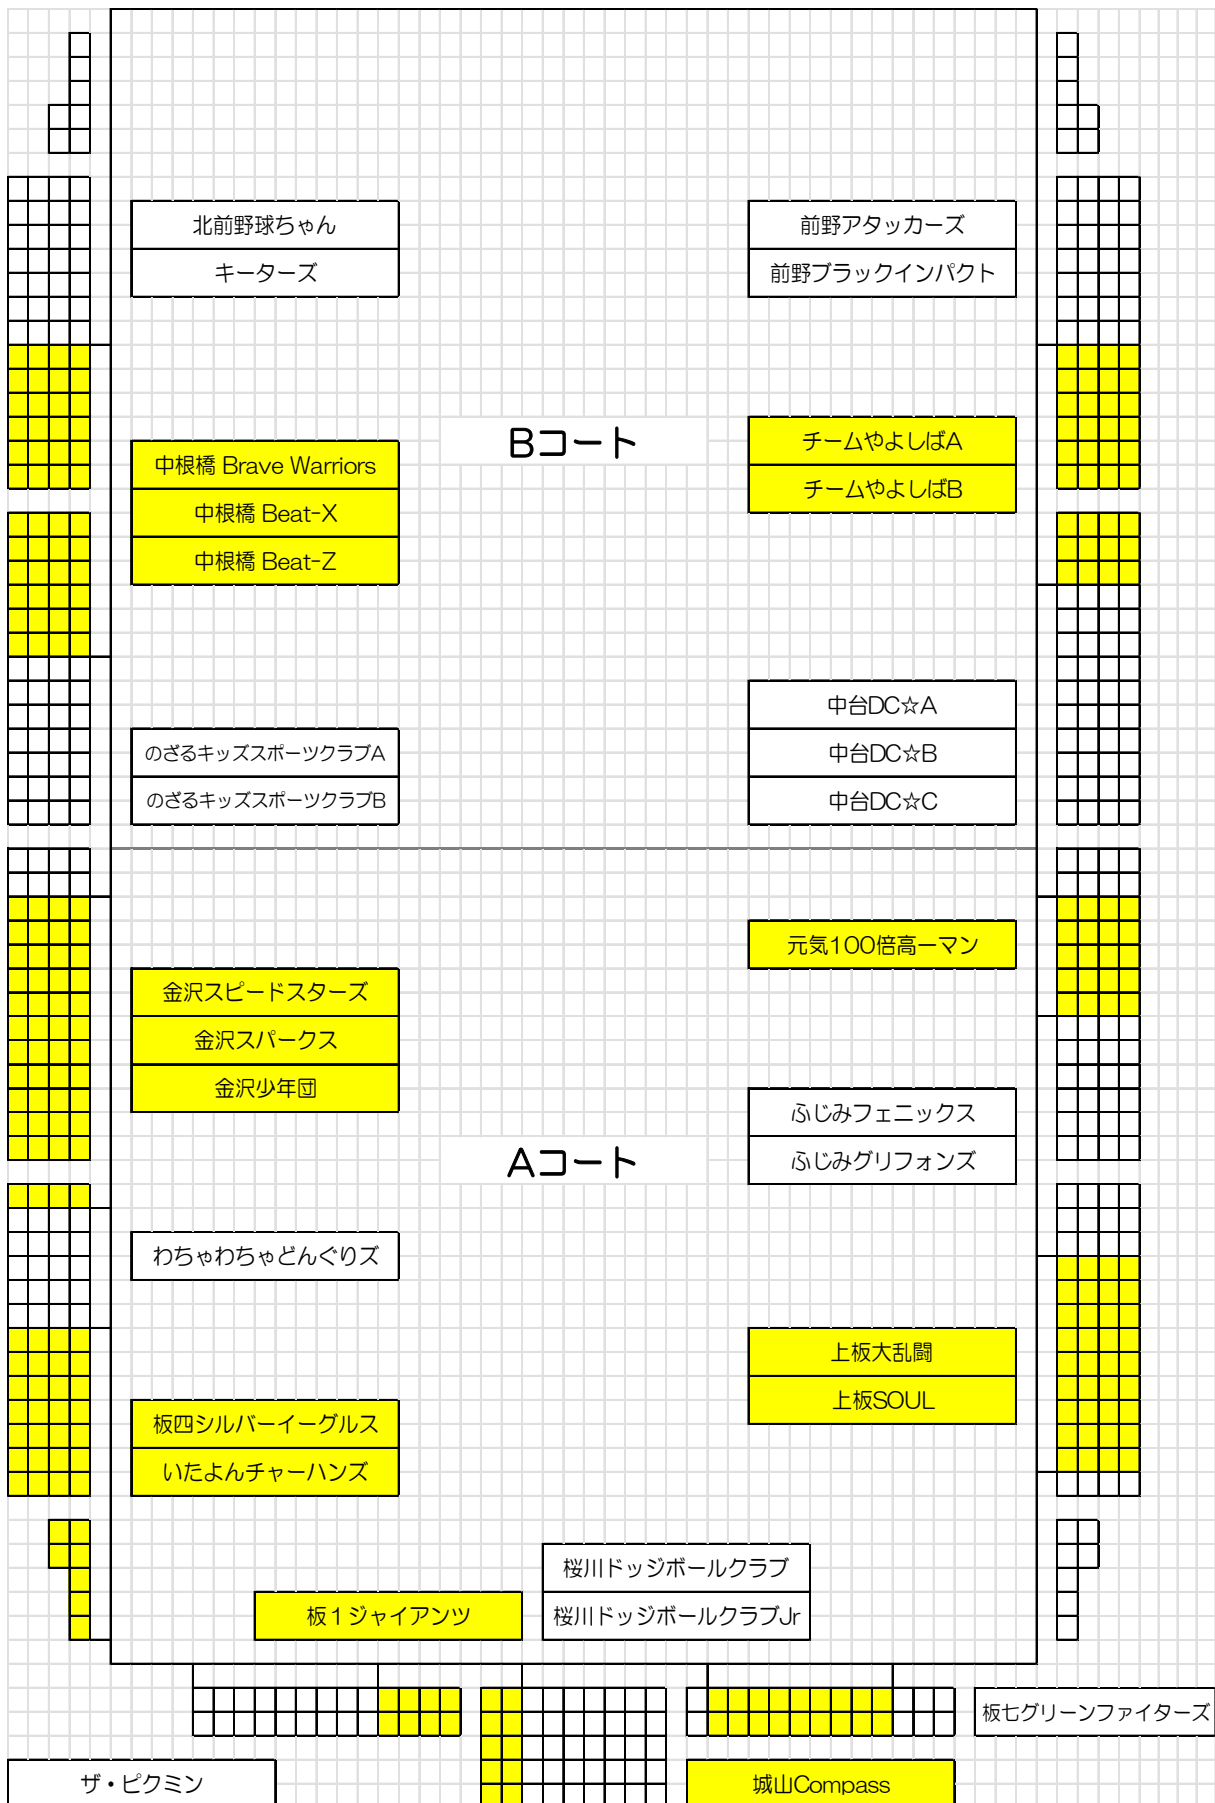 北前野球ちゃん
キーターズ
前野アタッカーズ
前野ブラックインパクト
Bコート
中根橋 Brave Warriors
中根橋 Beat-X
中根橋 Beat-Z
チームやよしばA
チームやよしばB
のざるキッズスポーツクラブA
のざるキッズスポーツクラブB
中台DC☆A
中台DC☆B
中台DC☆C
元気100倍高ーマン
金沢スピードスターズ
金沢スパークス
金沢少年団
ふじみフェニックス
ふじみグリフォンズ
Aコート
わちゃわちゃどんぐりズ
上板大乱闘
上板SOUL
板四シルバーイーグルス
いたよんチャーハンズ
桜川ドッジボールクラブ
桜川ドッジボールクラブJr
板１ジャイアンツ
板七グリーンファイターズ
ザ・ピクミン
城山Compass